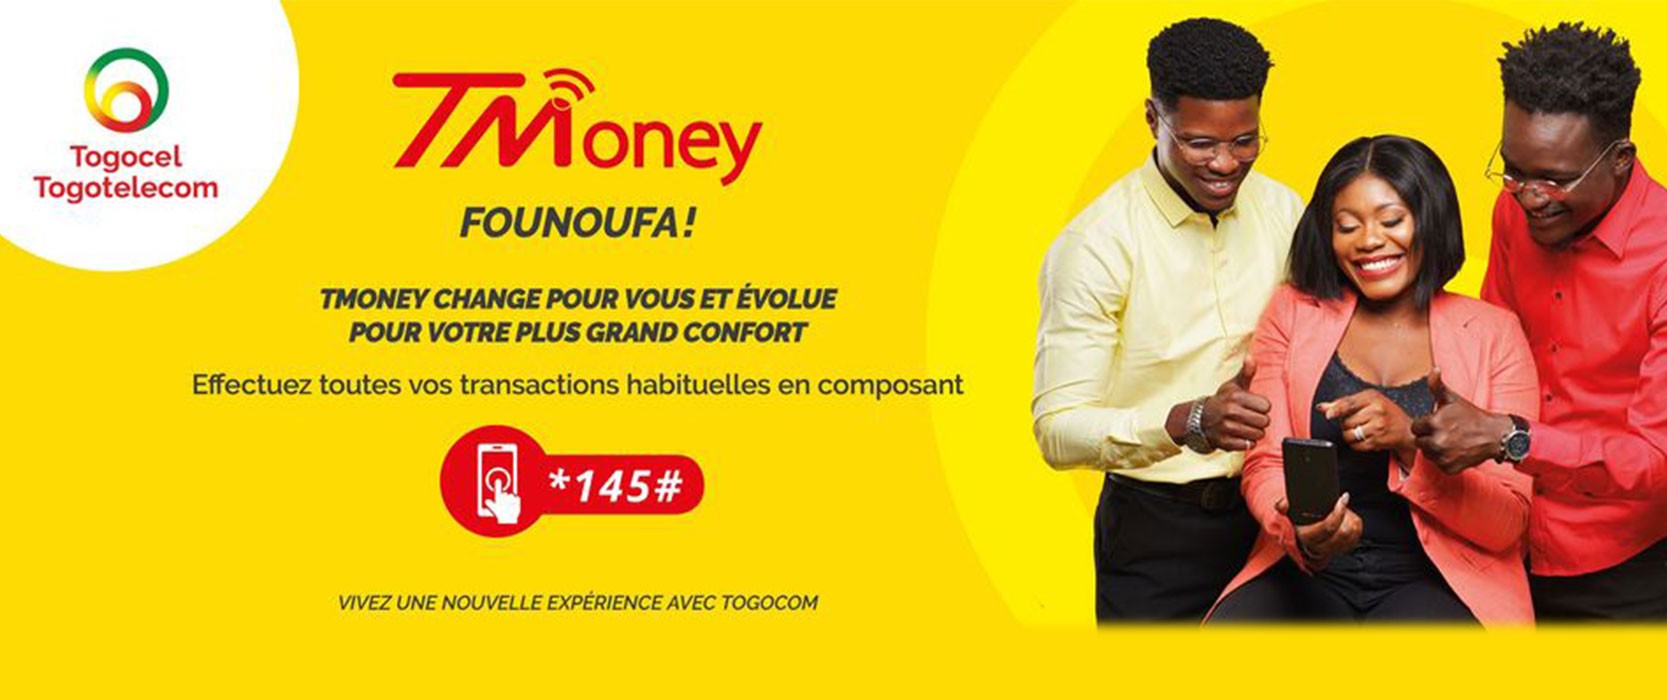 Togocel
Togotelecom
TMoney
FOUNOUFA!
TMONEY CHANGE POUR VOUS ET ÉVOLUE
POUR VOTRE PLUS GRAND CONFORT
Effectuez toutes vos transactions habituelles en composant
*145#
VIVEZ UNE NOUVELLE EXPÉRIENCE AVEC TOGOCOM